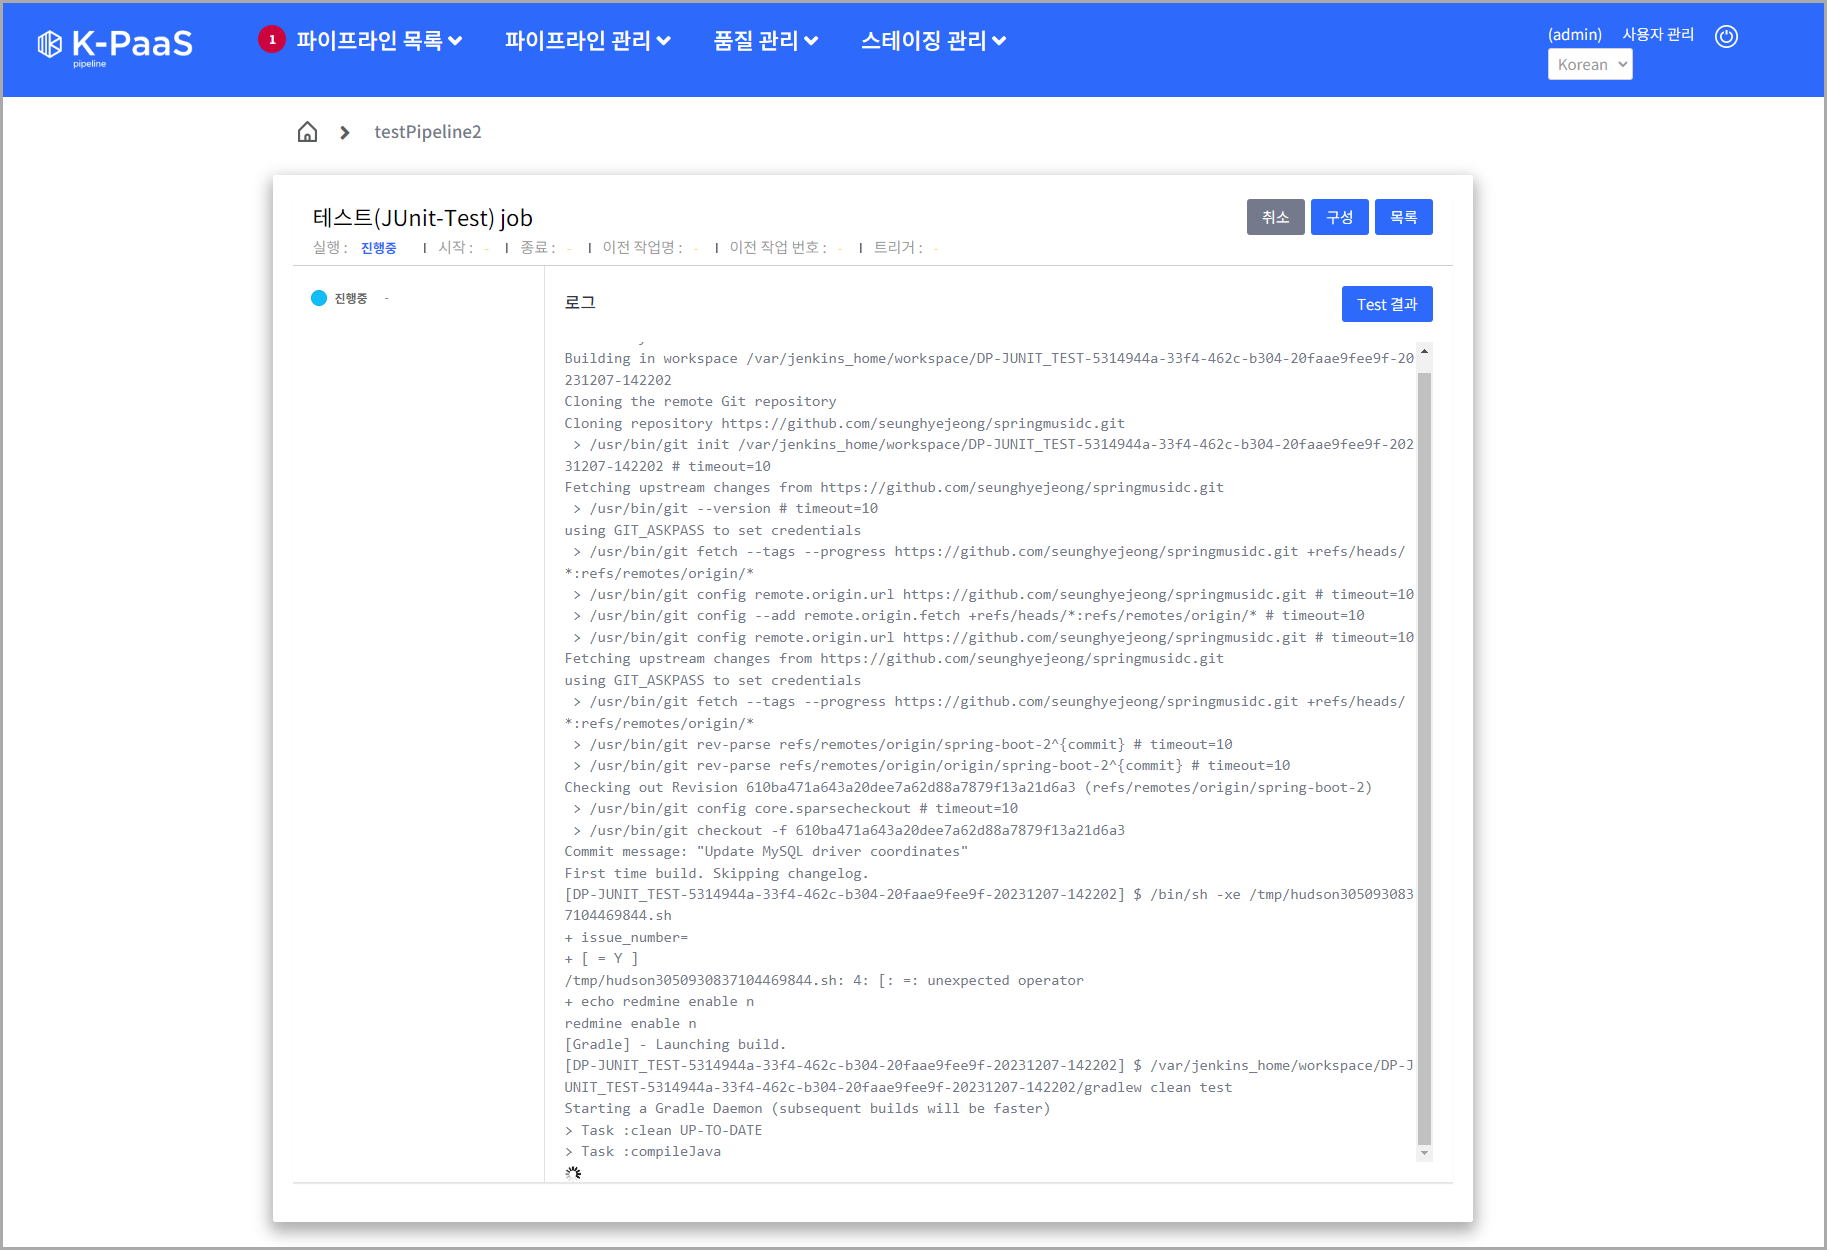 K-PaaS
pipeline
1 파이프라인 목록 파이프라인 관리 품질 관리 스테이징 관리
(admin) 사용자 관리
Korean
testPipeline2
테스트(JUnit-Test) job
취소 구성 목록
실행 : 진행중 I 시작 : - I 종료 : - I 이전 작업명 : - I 이전 작업 번호 : - I 트리거 : -
진행중 -
로그
Test 결과
Building in workspace /var/jenkins_home/workspace/DP-JUNIT_TEST-5314944a-33f4-462c-b304-20faae9fee9f-20
231207-142202
Cloning the remote Git repository
Cloning repository https://github.com/seunghyejeong/springmusidc.git
> /usr/bin/git init /var/jenkins_home/workspace/DP-JUNIT_TEST-5314944a-33f4-462c-b304-20faae9fee9f-202
31207-142202 # timeout=10
Fetching upstream changes from https://github.com/seunghyejeong/springmusidc.git
> /usr/bin/git --version # timeout=10
using GIT_ASKPASS to set credentials
> /usr/bin/git fetch --tags --progress https://github.com/seunghyejeong/springmusidc.git +refs/heads/
*:refs/remotes/origin/*
> /usr/bin/git config remote.origin.url https://github.com/seunghyejeong/springmusidc.git # timeout=10
> /usr/bin/git config --add remote.origin.fetch +refs/heads/*:refs/remotes/origin/* # timeout=10
> /usr/bin/git config remote.origin.url https://github.com/seunghyejeong/springmusidc.git # timeout=10
Fetching upstream changes from https://github.com/seunghyejeong/springmusidc.git
using GIT_ASKPASS to set credentials
> /usr/bin/git fetch --tags --progress https://github.com/seunghyejeong/springmusidc.git +refs/heads/
*:refs/remotes/origin/*
> /usr/bin/git rev-parse refs/remotes/origin/spring-boot-2^{commit} # timeout=10
> /usr/bin/git rev-parse refs/remotes/origin/origin/spring-boot-2^{commit} # timeout=10
Checking out Revision 610ba471a643a20dee7a62d88a7879f13a21d6a3 (refs/remotes/origin/spring-boot-2)
> /usr/bin/git config core.sparsecheckout # timeout=10
> /usr/bin/git checkout -f 610ba471a643a20dee7a62d88a7879f13a21d6a3
Commit message: "Update MySQL driver coordinates"
First time build. Skipping changelog.
[DP-JUNIT_TEST-5314944a-33f4-462c-b304-20faae9fee9f-20231207-142202] $ /bin/sh -xe /tmp/hudson305093083
7104469844.sh
+ issue_number=
+ [ = Y ]
/tmp/hudson3050930837104469844.sh: 4: [: =: unexpected operator
+ echo redmine enable n
redmine enable n
[Gradle] - Launching build.
[DP-JUNIT_TEST-5314944a-33f4-462c-b304-20faae9fee9f-20231207-142202] $ /var/jenkins_home/workspace/DP-J
UNIT_TEST-5314944a-33f4-462c-b304-20faae9fee9f-20231207-142202/gradlew clean test
Starting a Gradle Daemon (subsequent builds will be faster)
> Task :clean UP-TO-DATE
> Task :compileJava